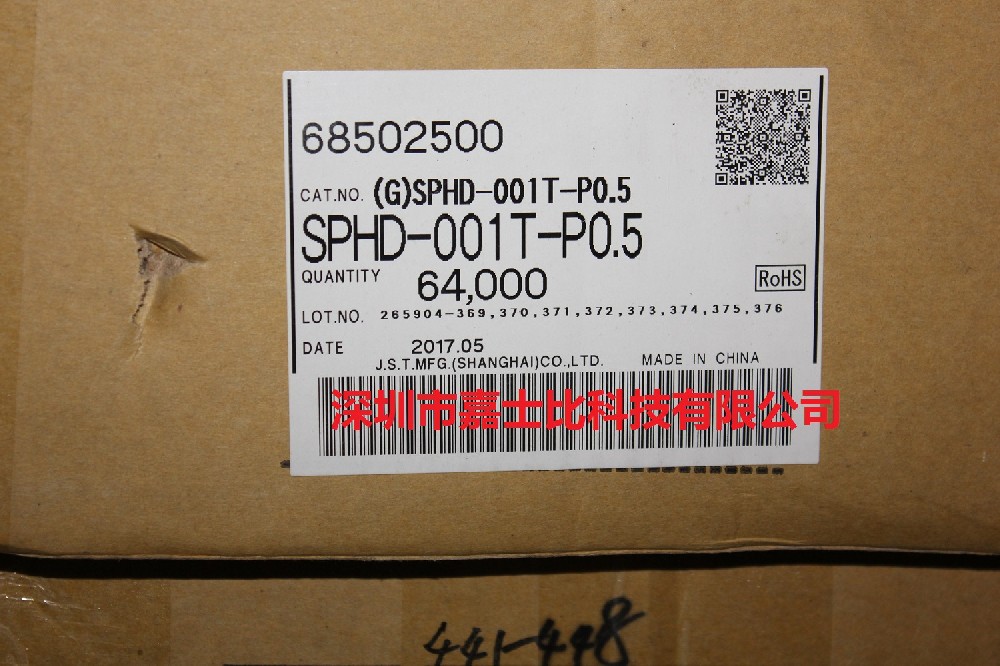 68502500
CAT.NO. (G)SPHD-001T-P0.5
SPHD-001T-P0.5
QUANTITY 64,000
RoHS
LOT.NO. 265904-369,370,371,372,373,374,375,376
DATE 2017.05
J.S.T.MFG.(SHANGHAI)CO.,LTD. MADE IN CHINA
深圳市嘉士比科技有限公司
441-448